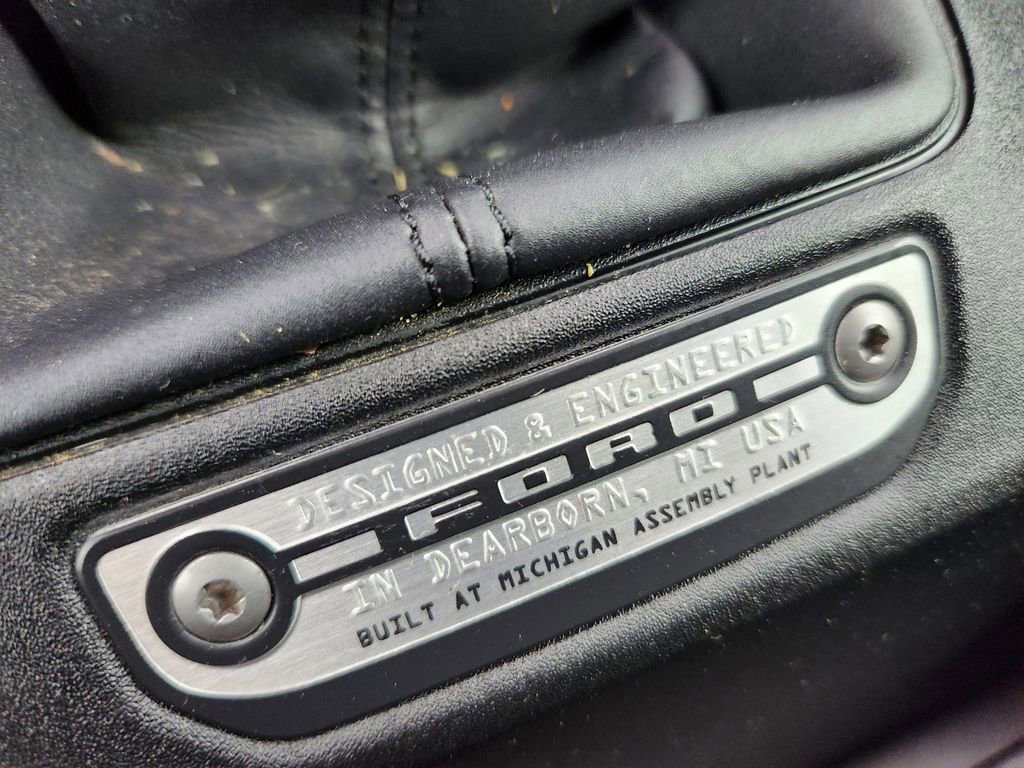 DESIGNED & ENGINEERED
FORD
IN DEARBORN, MI USA
BUILT AT MICHIGAN ASSEMBLY PLANT